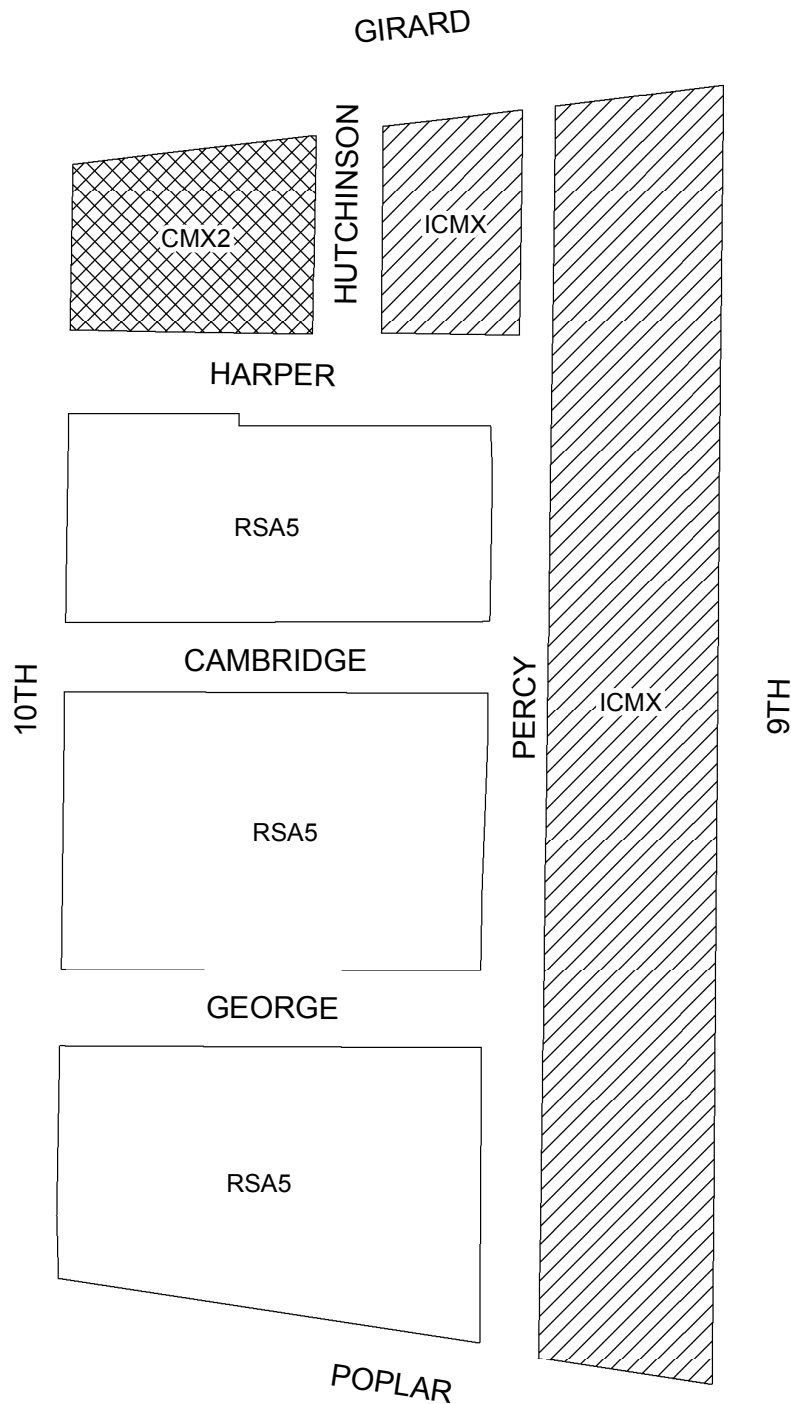 GIRARD
HUTCHINSON
CMX2
ICMX
HARPER
RSA5
CAMBRIDGE
10TH
PERCY
ICMX
9TH
RSA5
GEORGE
RSA5
POPLAR